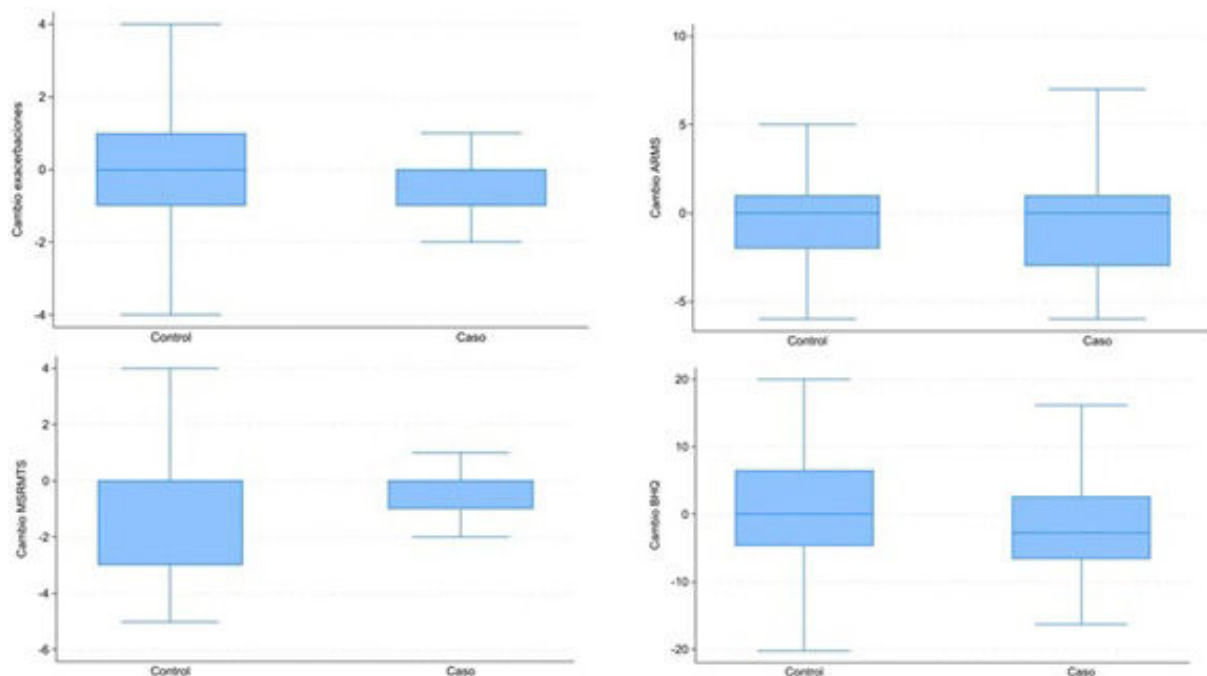 Cambio exacerbaciones
4
2
0
-2
-4
Control
Caso
Cambio ARMS
10
5
0
-5
Control
Caso
Cambio MSRMTS
4
2
0
-2
-4
-6
Control
Caso
Cambio BHQ
20
10
0
-10
-20
Control
Caso